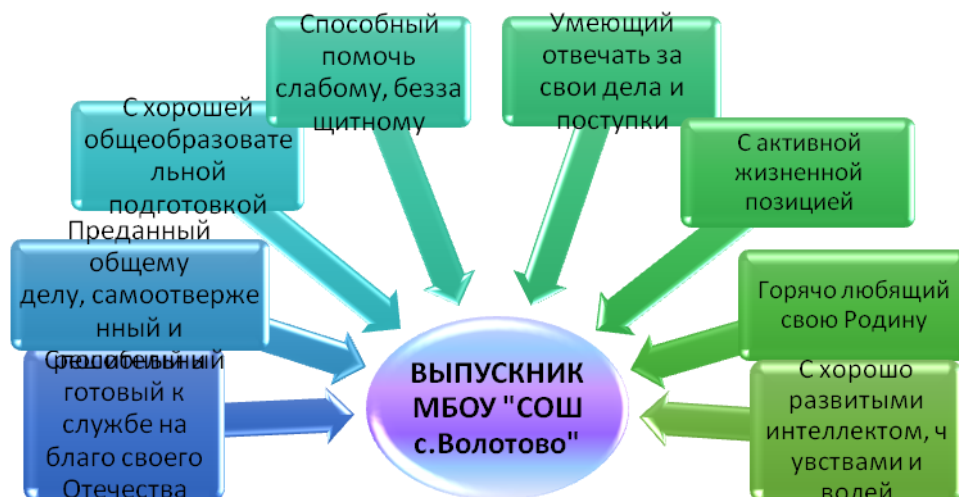 Способный
помочь
слабому, безза
щитному
Умеющий
отвечать за
свои дела и
поступки
С хорошей
общеобразовате
льной
подготовкой
С активной
жизненной
позицией
Преданный
общему
делу, самоотверже
нный и
решительный
Горячо любящий
свою Родину
Способный и
готовый к
службе на
благо своего
Отечества
ВЫПУСКНИК
МБОУ "СОШ
с.Волотово"
С хорошо
развитыми
интеллектом, ч
увствами и
волей